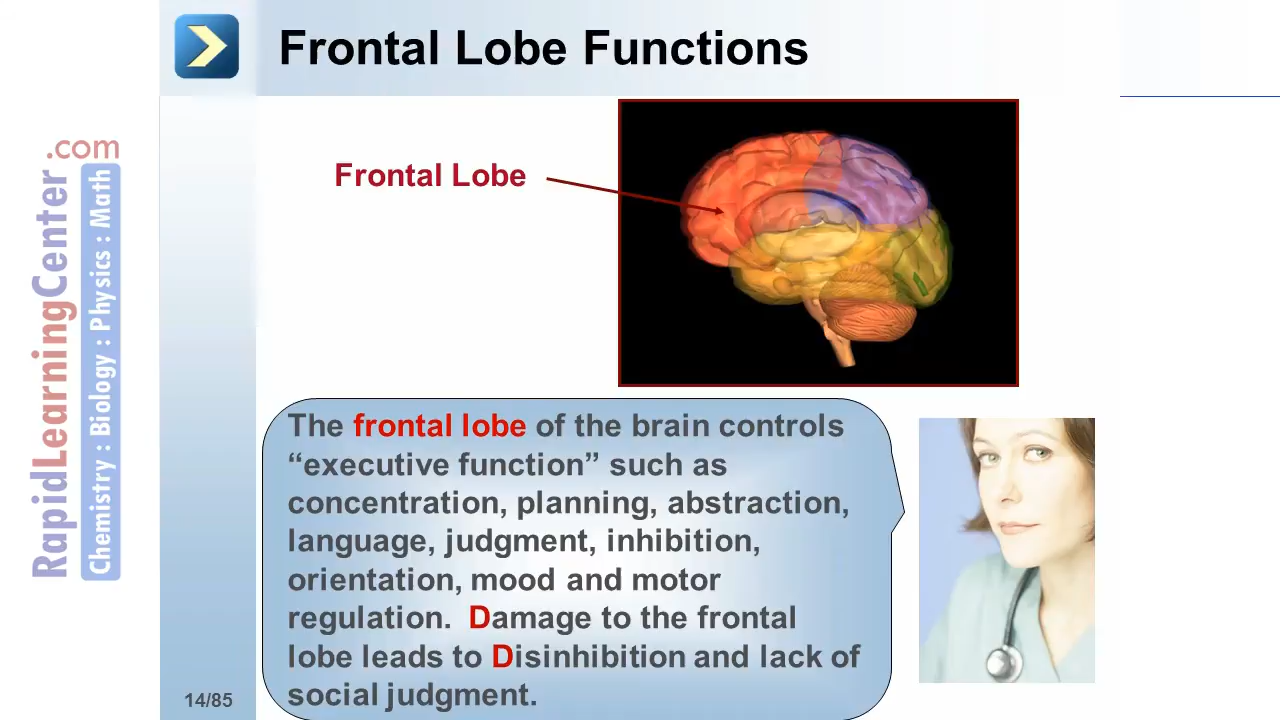 Frontal Lobe Functions
Frontal Lobe
The frontal lobe of the brain controls
“executive function” such as
concentration, planning, abstraction,
language, judgment, inhibition,
orientation, mood and motor
regulation.  Damage to the frontal
lobe leads to Disinhibition and lack of
social judgment.
14/85
RapidLearningCenter.com
Chemistry : Biology : Physics : Math